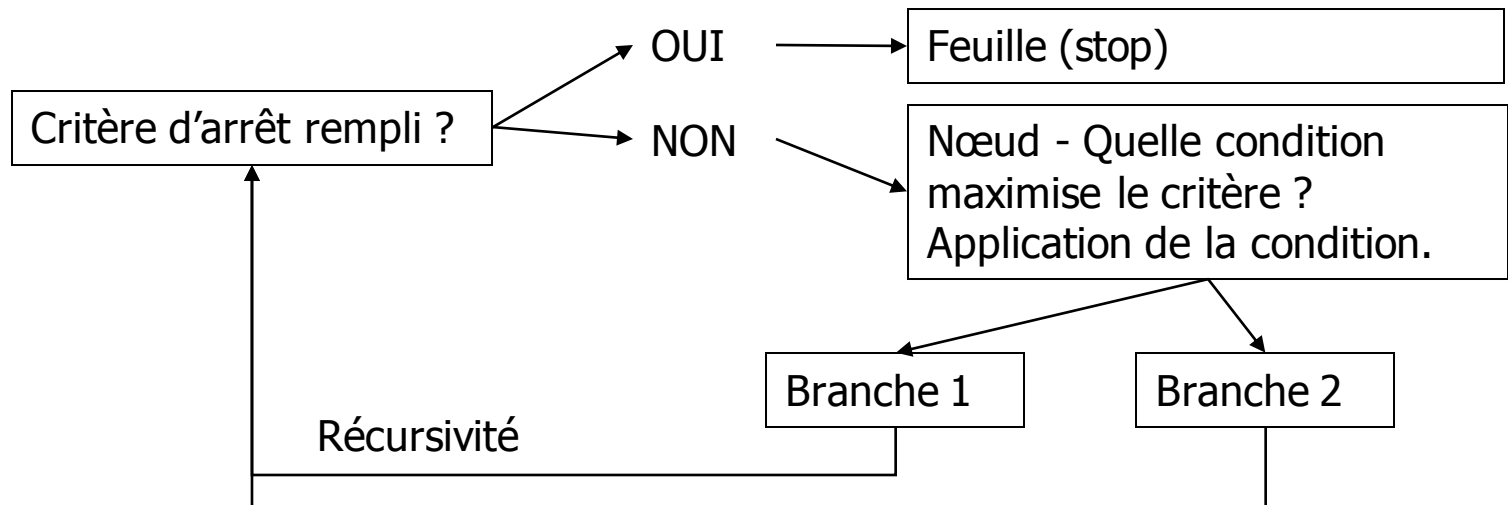 OUI
Feuille (stop)
Critère d'arrêt rempli ?
NON
Nœud - Quelle condition
maximise le critère ?
Application de la condition.
Branche 1
Branche 2
Récursivité